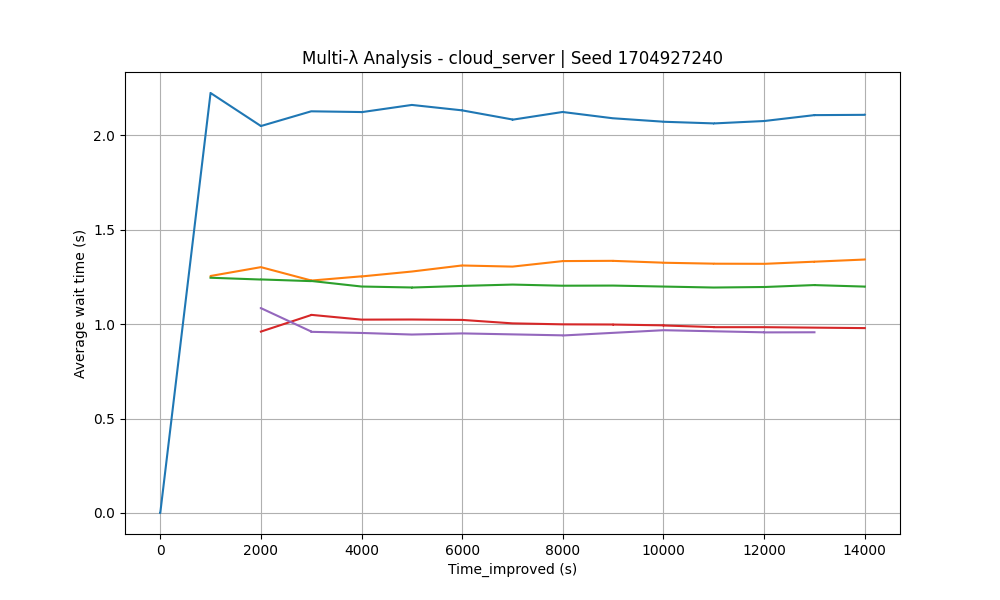 Multi-λ Analysis - cloud_server | Seed 1704927240
Average wait time (s)
2.0
1.5
1.0
0.5
0.0
0 2000 4000 6000 8000 10000 12000 14000
Time_improved (s)